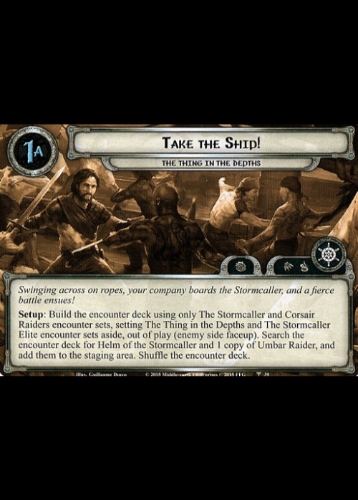 1A
TAKE THE SHIP!
THE THING IN THE DEPTHS
Swinging across on ropes, your company boards the Stormcaller, and a fierce
battle ensues!
Setup: Build the encounter deck using only The Stormcaller and Corsair
Raiders encounter sets, setting The Thing in the Depths and The Stormcaller
Elite encounter sets aside, out of play (enemy side faceup). Search the
encounter deck for Helm of the Stormcaller and 1 copy of Umbar Raider, and
add them to the staging area. Shuffle the encounter deck.